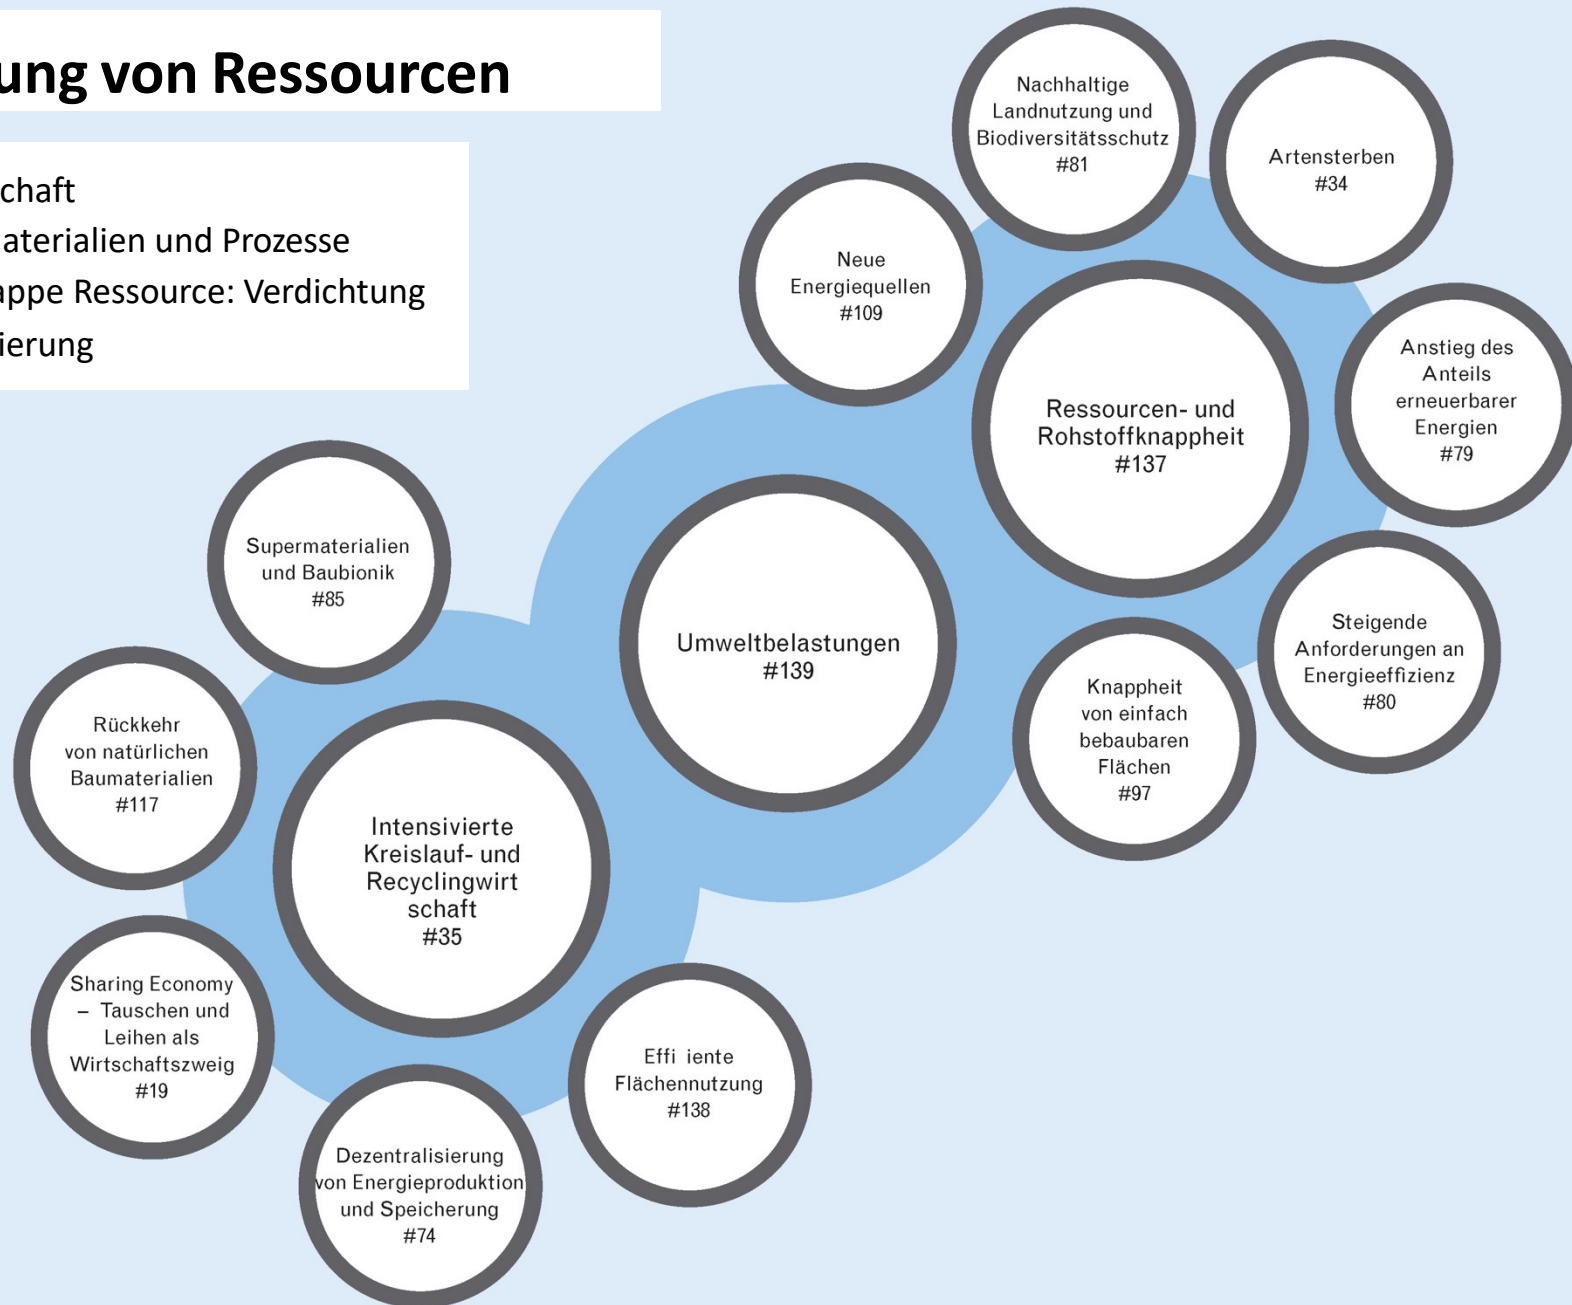 ung von Ressourcen
schaft
aterialien und Prozesse
appe Ressource: Verdichtung
ierung
Nachhaltige
Landnutzung und
Biodiversitätsschutz
#81
Artensterben
#34
Neue
Energiequellen
#109
Ressourcen- und
Rohstoffknappheit
#137
Anstieg des
Anteils
erneuerbarer
Energien
#79
Supermaterialien
und Baubionik
#85
Umweltbelastungen
#139
Steigende
Anforderungen an
Energieeffizienz
#80
Knappheit
von einfach
bebaubaren
Flächen
#97
Rückkehr
von natürlichen
Baumaterialien
#117
Intensivierte
Kreislauf- und
Recyclingwirt
schaft
#35
Sharing Economy
– Tauschen und
Leihen als
Wirtschaftszweig
#19
Effi iente
Flächennutzung
#138
Dezentralisierung
von Energieproduktion
und Speicherung
#74